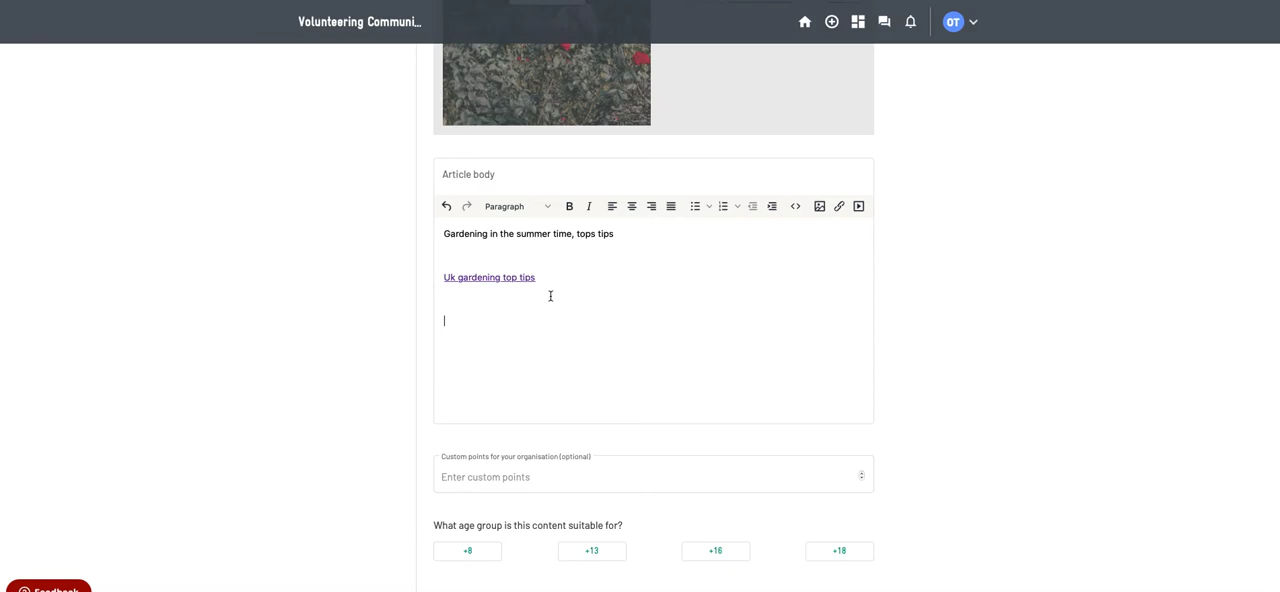 Volunteering Communi...
OT
Article body
Paragraph
B
I
Gardening in the summer time, tops tips
Uk gardening top tips
Custom points for your organisation (optional)
Enter custom points
What age group is this content suitable for?
+8
+13
+16
+18
Feedback